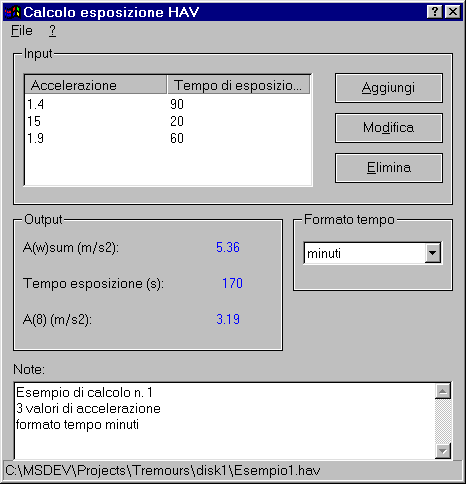 Calcolo esposizione HAV
File ?
Input
Accelerazione Tempo di esposizio...
1.4 90
15 20
1.9 60
Aggiungi
Modifica
Elimina
Output
A(w)sum (m/s2): 5.36
Tempo esposizione (s): 170
A(8) (m/s2): 3.19
Formato tempo
minuti
Note:
Esempio di calcolo n. 1
3 valori di accelerazione
formato tempo minuti
C:\MSDEV\Projects\Tremours\disk1\Esempio1.hav